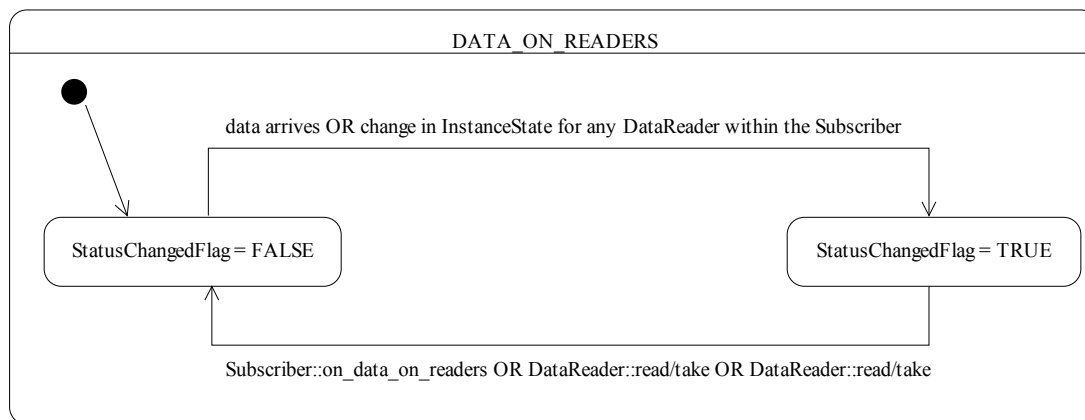 DATA_ON_READERS
data arrives OR change in InstanceState for any DataReader within the Subscriber
StatusChangedFlag = FALSE
StatusChangedFlag = TRUE
Subscriber::on_data_on_readers OR DataReader::read/take OR DataReader::read/take